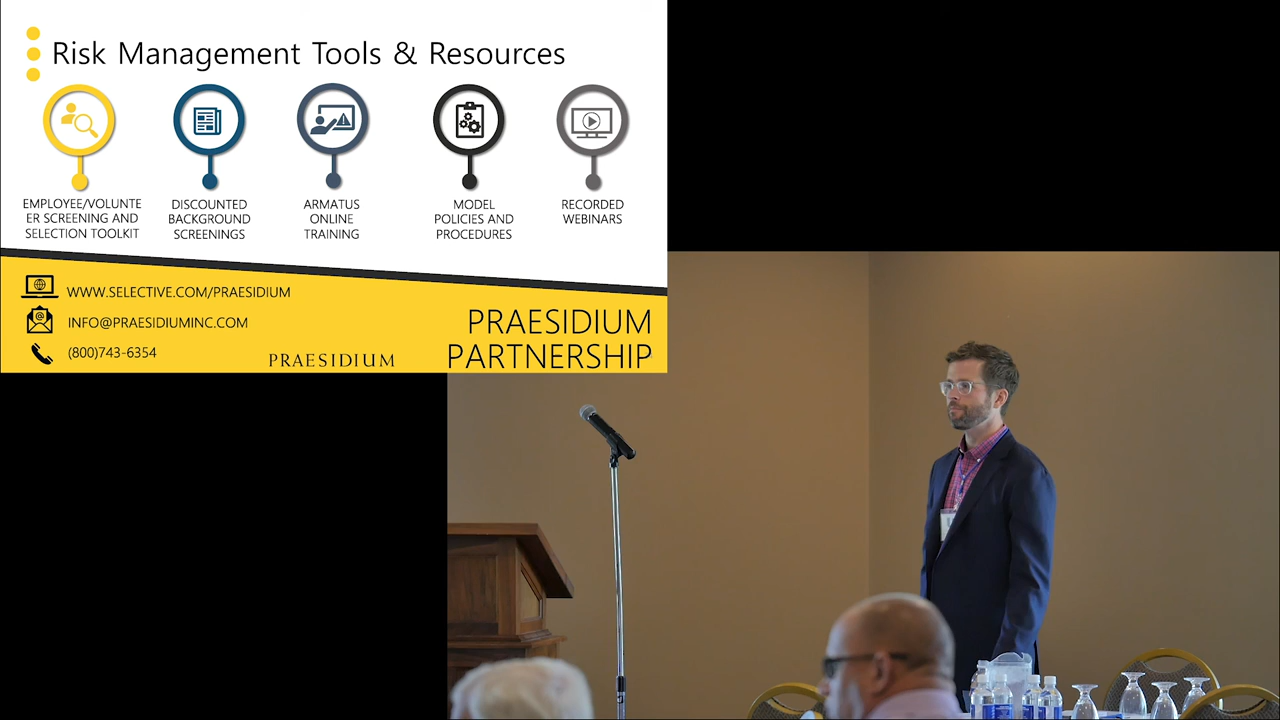 Risk Management Tools & Resources
EMPLOYEE/VOLUNTE
ER SCREENING AND
SELECTION TOOLKIT
DISCOUNTED
BACKGROUND
SCREENINGS
ARMATUS
ONLINE
TRAINING
MODEL
POLICIES AND
PROCEDURES
RECORDED
WEBINARS
WWW.SELECTIVE.COM/PRAESIDIUM
INFO@PRAESIDIUMINC.COM
(800)743-6354
PRAESIDIUM
PRAESIDIUM
PARTNERSHIP